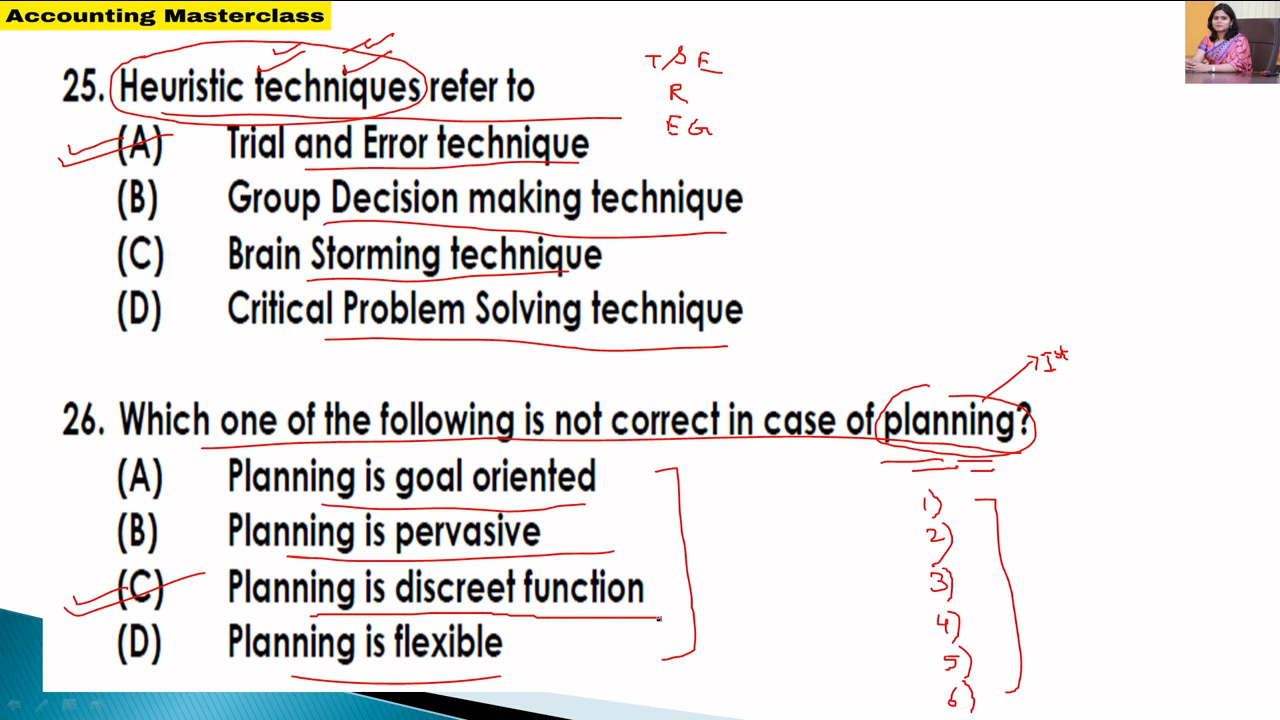 Accounting Masterclass
25. Heuristic techniques refer to
(A) Trial and Error technique
(B) Group Decision making technique
(C) Brain Storming technique
(D) Critical Problem Solving technique
T S E
R
E G
26. Which one of the following is not correct in case of planning?
Ist
(A) Planning is goal oriented
(B) Planning is pervasive
(C) Planning is discreet function
(D) Planning is flexible
1)
2)
3)
4)
5)
6)